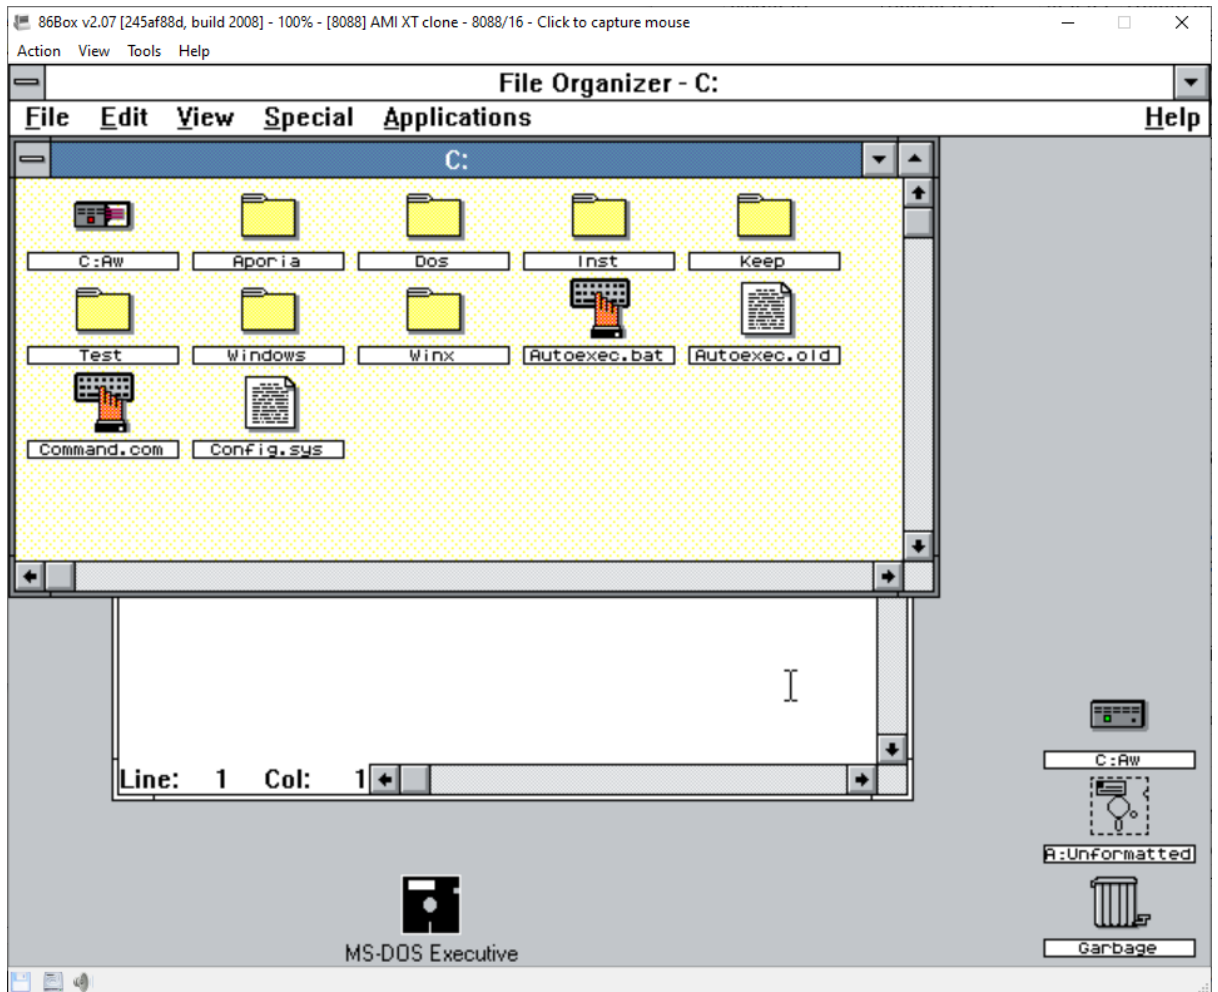 86Box v2.07 [245af88d, build 2008] - 100% - [8088] AMI XT clone - 8088/16 - Click to capture mouse
Action View Tools Help
File Organizer - C:
File Edit View Special Applications Help
C:
C:Aw Aporia Dos Inst Keep
Test Windows Winx Autoexec.bat Autoexec.old
Command.com Config.sys
Line: 1 Col: 1
C:Aw
A:Unformatted
MS-DOS Executive
Garbage